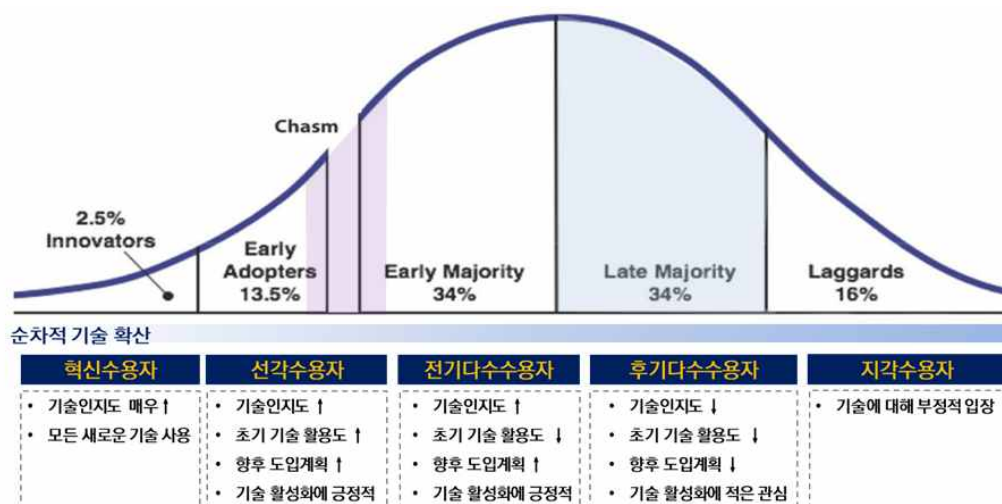 Chasm
2.5%
Innovators
Early
Adopters
13.5%
Early Majority
34%
Late Majority
34%
Laggards
16%
순차적 기술 확산
혁신수용자
• 기술인지도 매우 ↑
• 모든 새로운 기술 사용
선각수용자
• 기술인지도 ↑
• 초기 기술 활용도 ↑
• 향후 도입계획 ↑
• 기술 활성화에 긍정적
전기다수수용자
• 기술인지도 ↑
• 초기 기술 활용도 ↓
• 향후 도입계획 ↑
• 기술 활성화에 긍정적
후기다수수용자
• 기술인지도 ↓
• 초기 기술 활용도 ↓
• 향후 도입계획 ↓
• 기술 활성화에 적은 관심
지각수용자
• 기술에 대해 부정적 입장